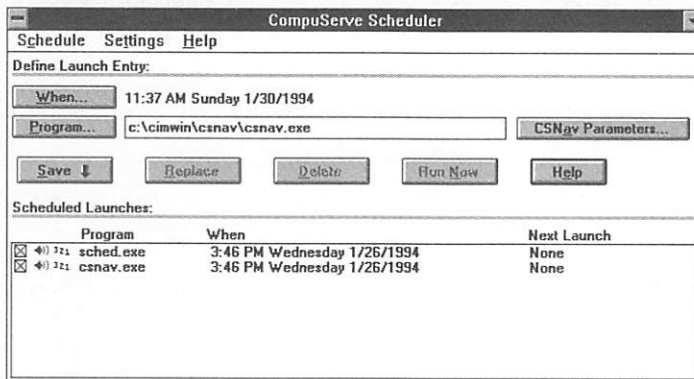 CompuServe Scheduler
Schedule Settings Help
Define Launch Entry:
When... 11:37 AM Sunday 1/30/1994
Program... c:\cimwin\csnav\csnav.exe CSNav Parameters...
Save Replace Delete Run Now Help
Scheduled Launches:
Program When Next Launch
321 sched.exe 3:46 PM Wednesday 1/26/1994 None
321 csnav.exe 3:46 PM Wednesday 1/26/1994 None